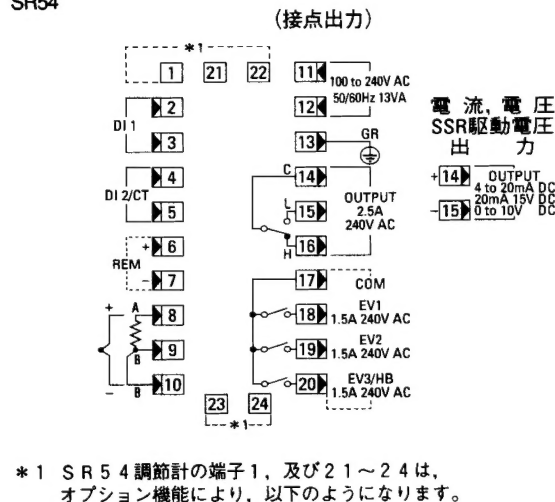 SR54
(接点出力)
*1
1 21 22
11 100 to 240V AC
12 50/60Hz 13VA
13 GR
DI 1
2
3
DI 2/CT
4
5
REM
+ 6
- 7
+ A 8
B 9
- B 10
C 14
L 15
H 16
OUTPUT
2.5A
240V AC
17 COM
18 EV1
1.5A 240V AC
19 EV2
1.5A 240V AC
20 EV3/HB
1.5A 240V AC
23 24
*1
電 流, 電 圧
SSR駆動電圧
出 力
+14 OUTPUT
4 to 20mA DC
20mA 15V DC
-15 0 to 10V DC
*1 SR54調節計の端子1, 及び21~24は,
オプション機能により, 以下のようになります。